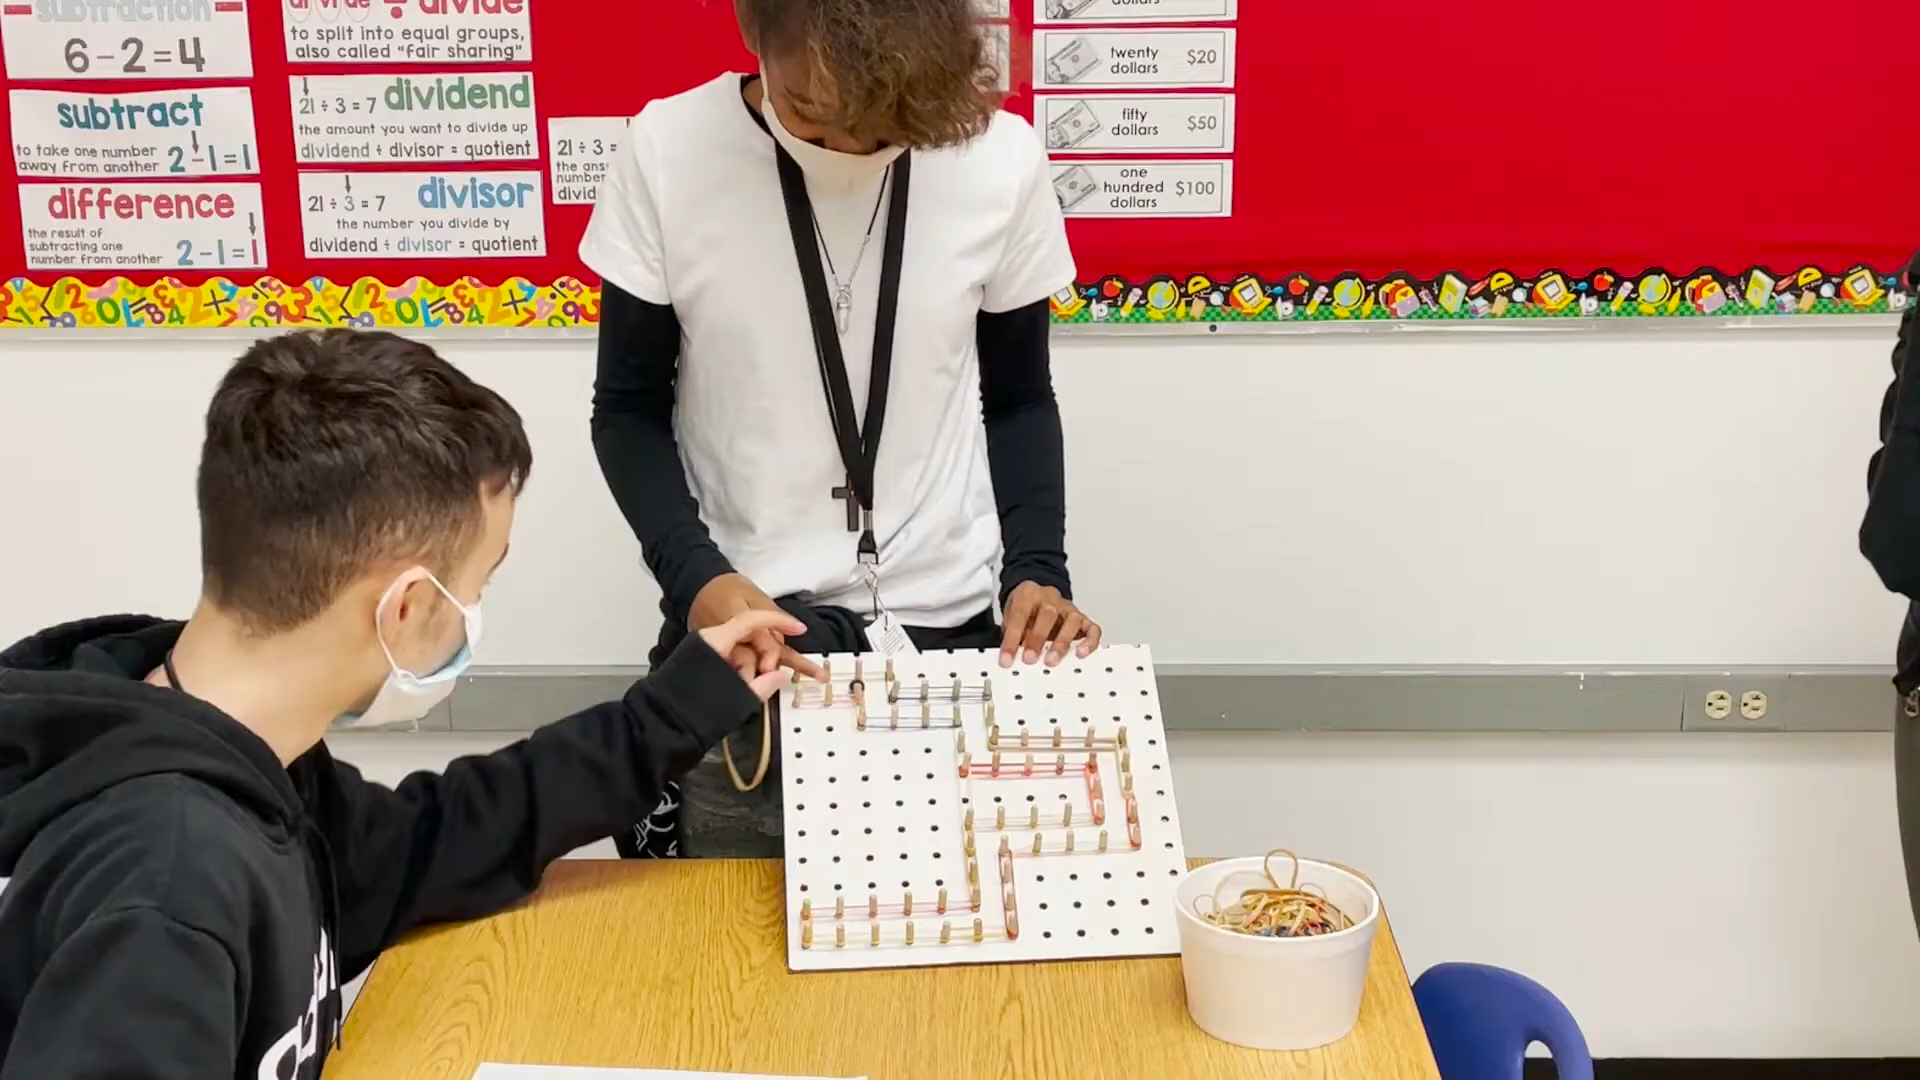 subtraction
6-2=4
subtract
to take one number
away from another
2-1=1
difference
the result of
subtracting one
number from another
2-1=1
÷ divide
to split into equal groups,
also called "fair sharing"
21 ÷ 3 = 7 dividend
the amount you want to divide up
dividend ÷ divisor = quotient
21 ÷ 3 = 7 divisor
the number you divide by
dividend ÷ divisor = quotient
21 ÷ 3 =
the
number
dollars
twenty
dollars
$20
fifty
dollars
$50
one
hundred
dollars
$100